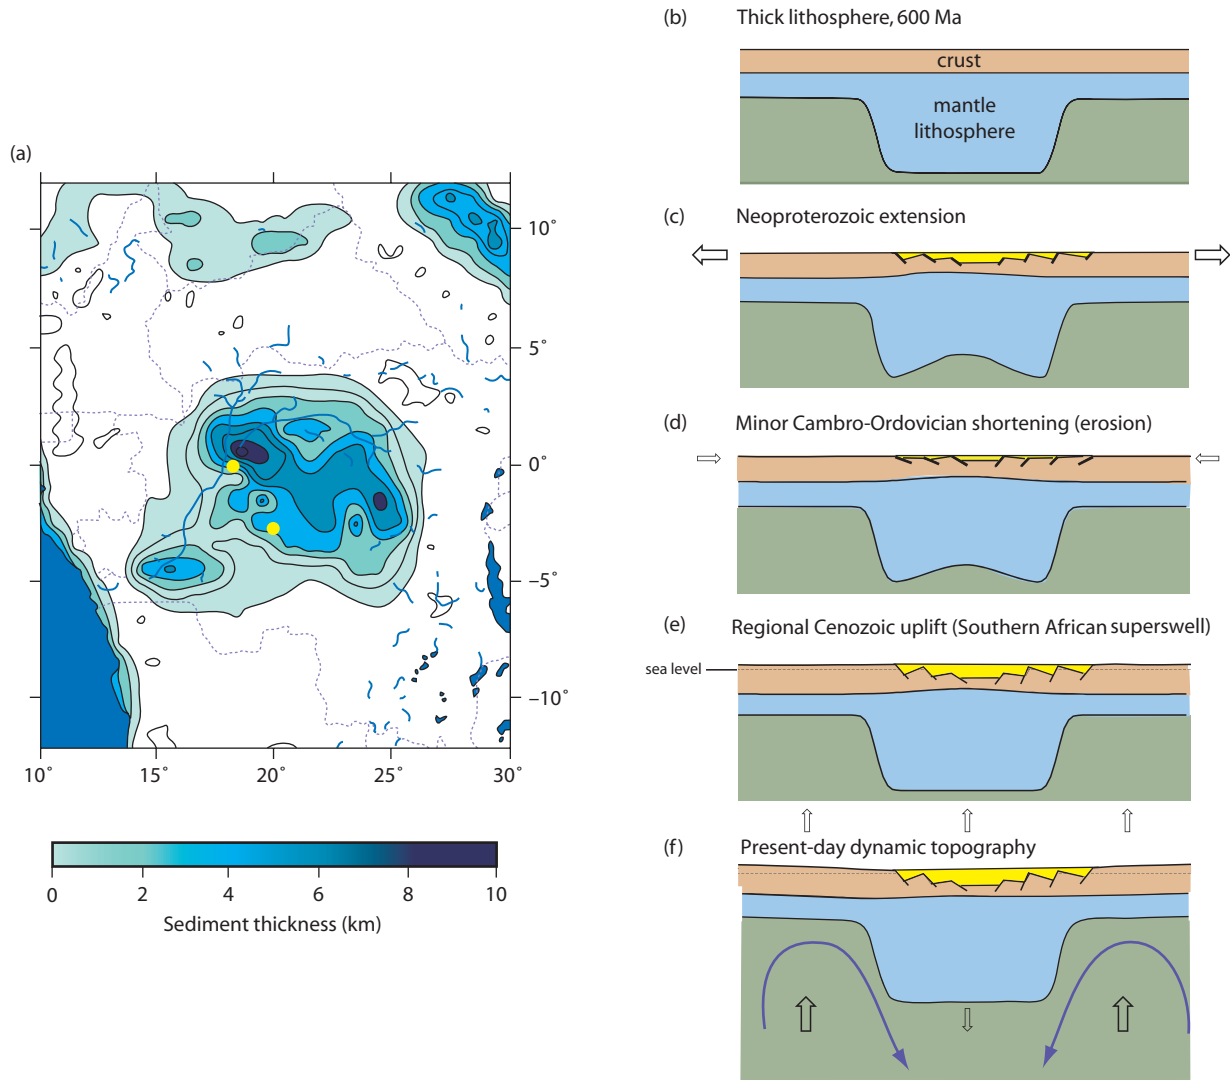 (a)
10°
5°
0°
−5°
−10°
10°
15°
20°
25°
30°
0
2
4
6
8
10
Sediment thickness (km)
(b) Thick lithosphere, 600 Ma
crust
mantle
lithosphere
(c) Neoproterozoic extension
(d) Minor Cambro-Ordovician shortening (erosion)
(e) Regional Cenozoic uplift (Southern African superswell)
sea level
(f) Present-day dynamic topography